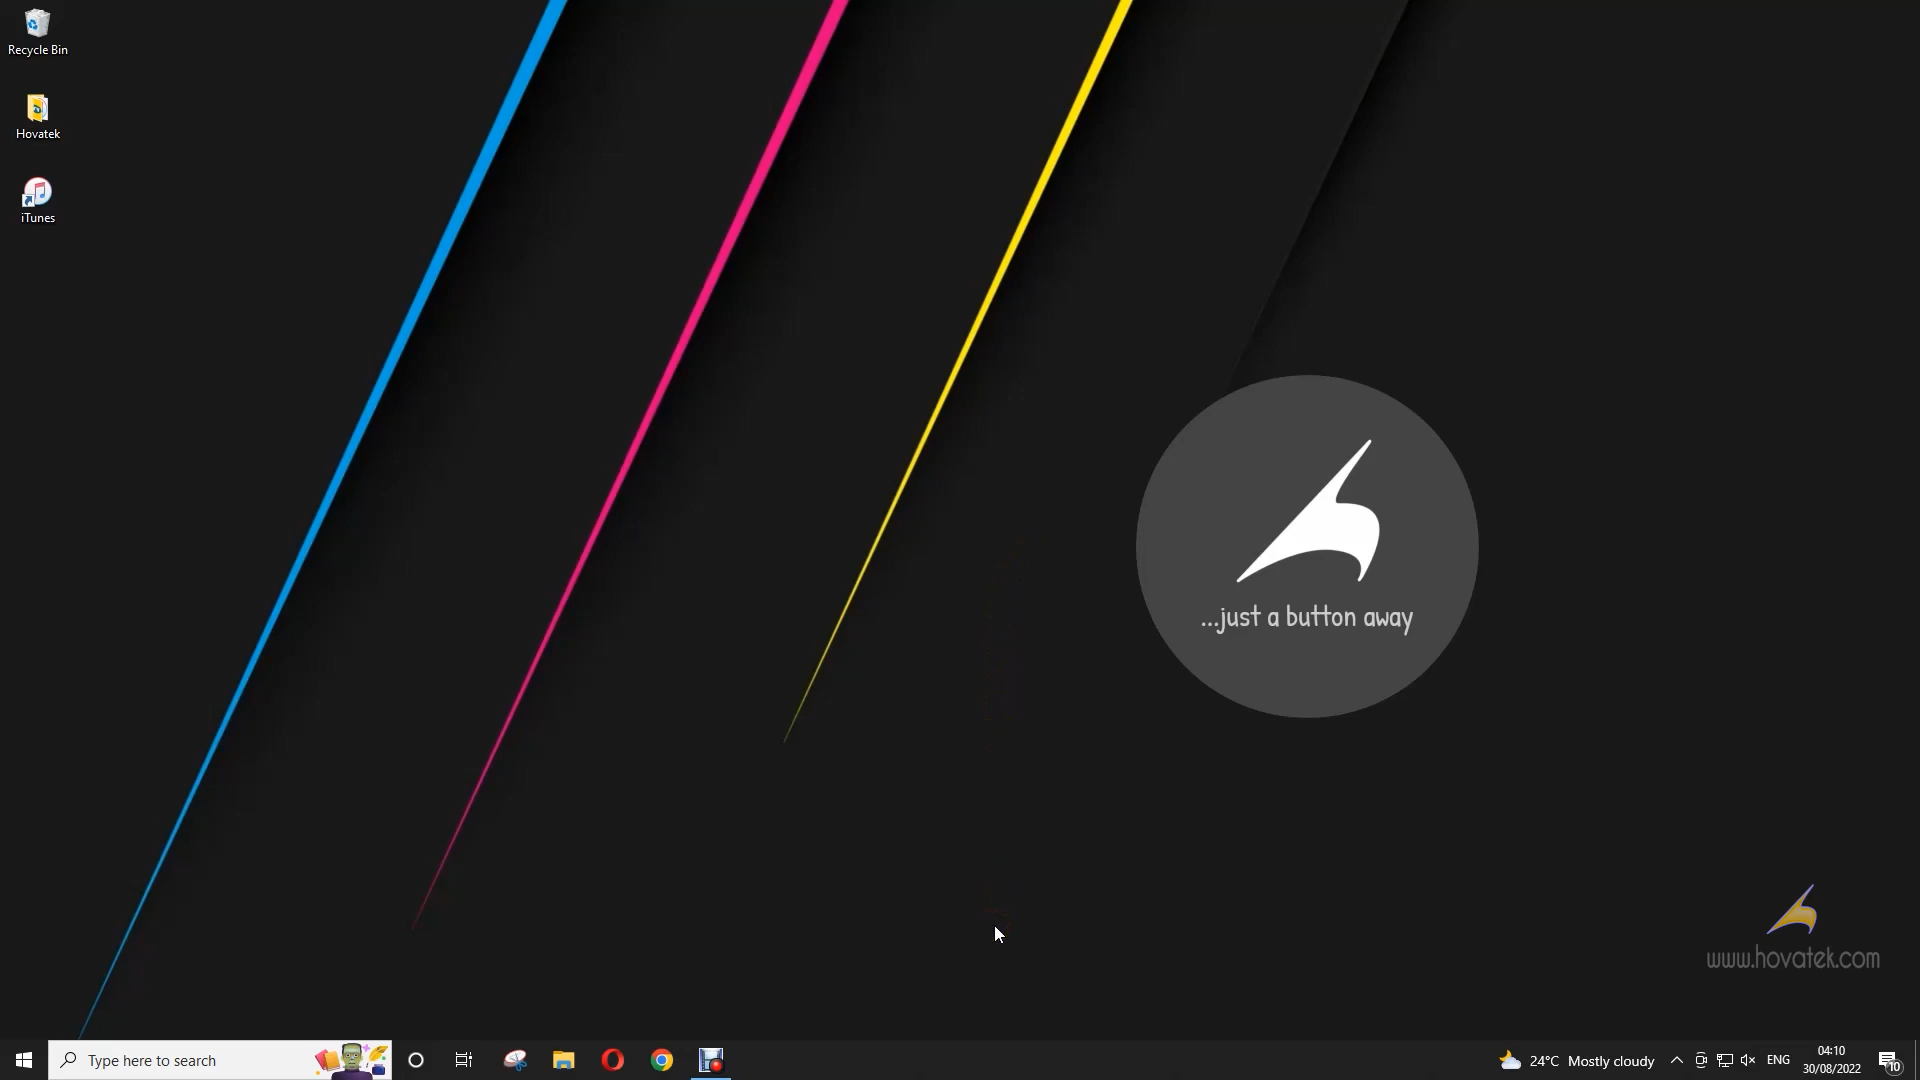 Recycle Bin
Hovatek
iTunes
...just a button away
www.hovatek.com
Type here to search
24°C Mostly cloudy
ENG
04:10
30/08/2022
10